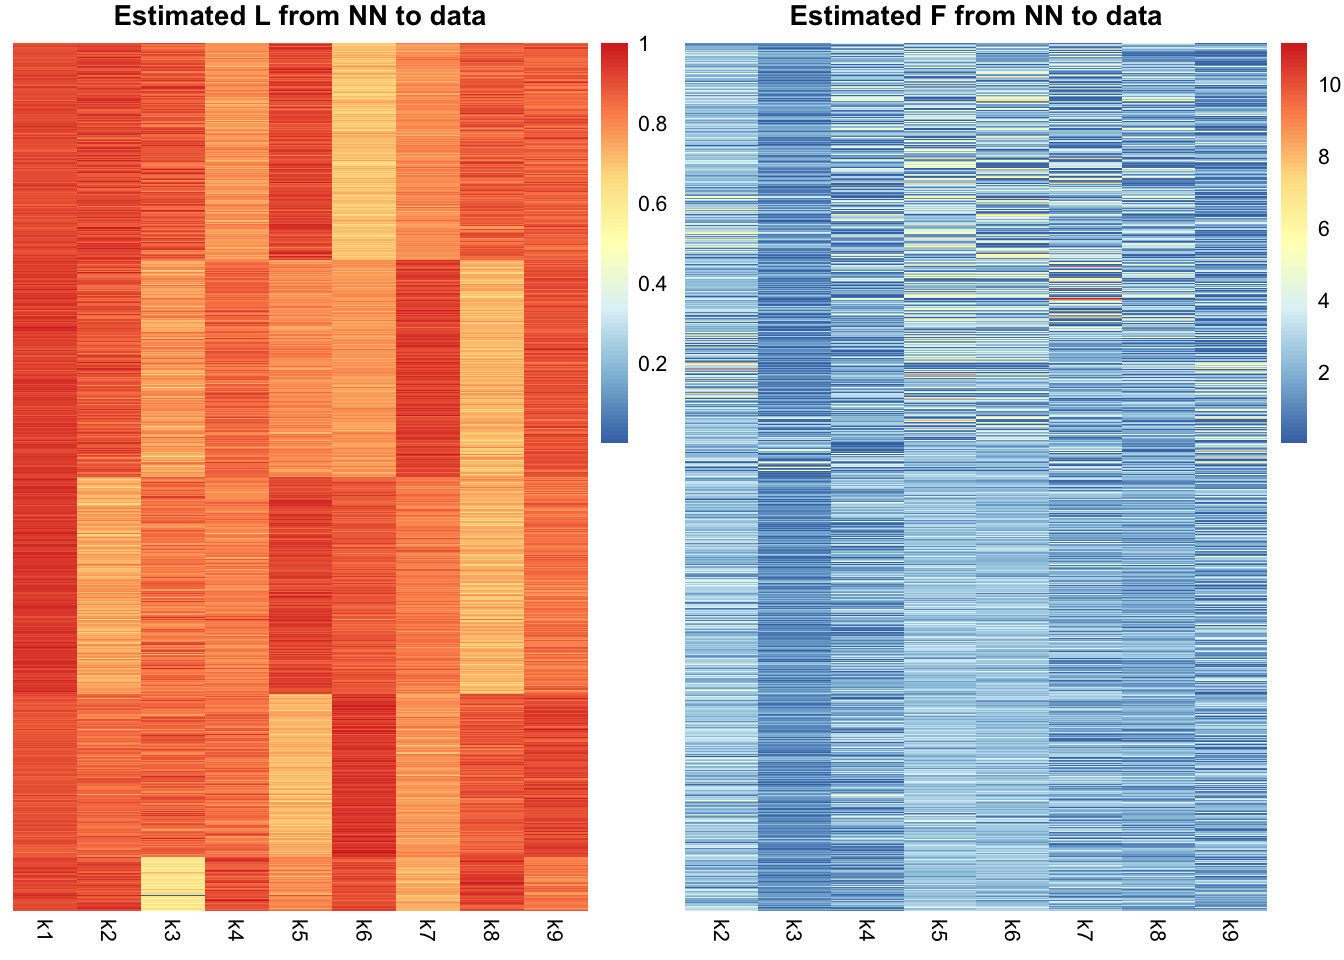 Estimated L from NN to data
1
0.8
0.6
0.4
0.2
k1 k2 k3 k4 k5 k6 k7 k8 k9
Estimated F from NN to data
10
8
6
4
2
k2 k3 k4 k5 k6 k7 k8 k9